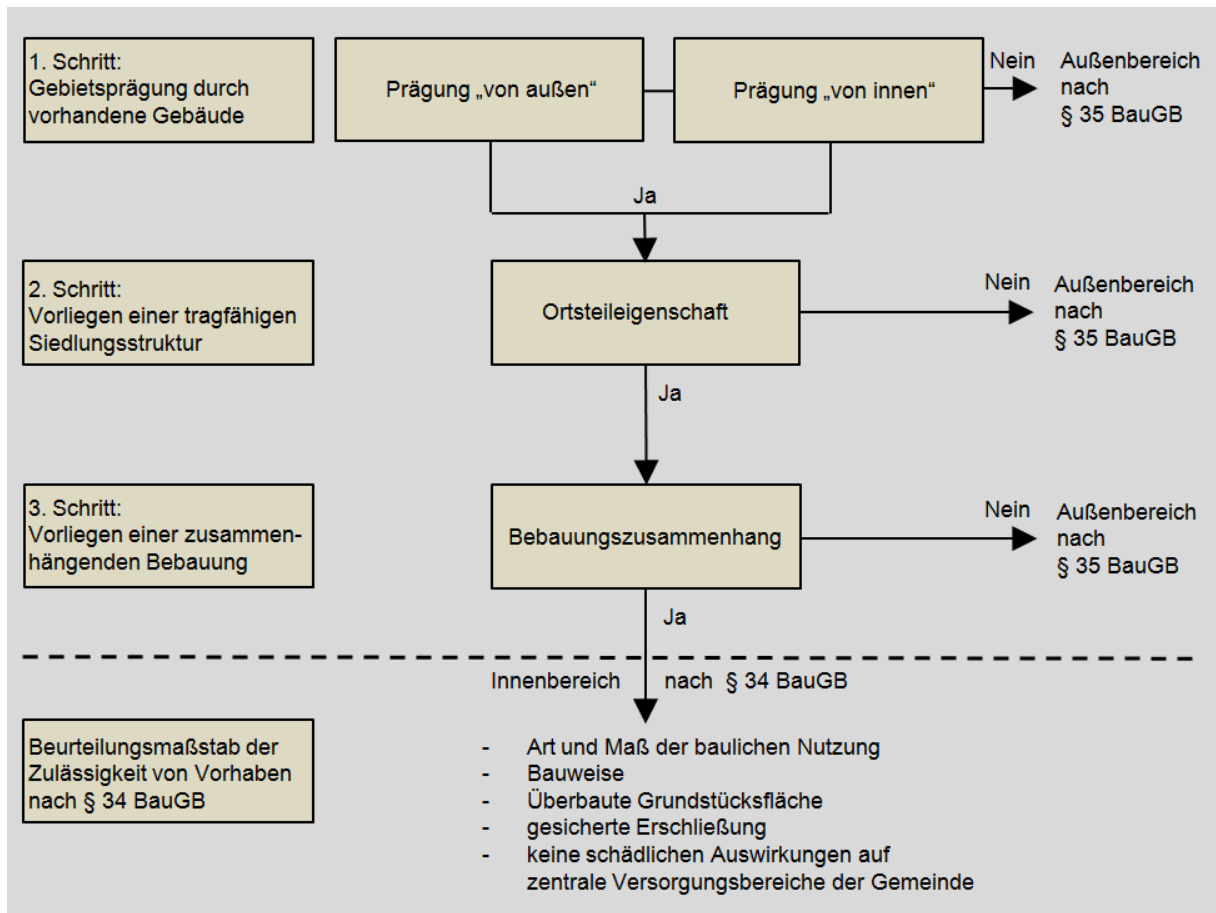 1. Schritt:
Gebietsprägung durch
vorhandene Gebäude
Prägung „von außen“
Prägung „von innen“
Nein
Außenbereich
nach
§ 35 BauGB
Ja
2. Schritt:
Vorliegen einer tragfähigen
Siedlungsstruktur
Ortsteileigenschaft
Nein
Außenbereich
nach
§ 35 BauGB
Ja
3. Schritt:
Vorliegen einer zusammen-
hängenden Bebauung
Bebauungszusammenhang
Nein
Außenbereich
nach
§ 35 BauGB
Ja
Innenbereich nach § 34 BauGB
Beurteilungsmaßstab der
Zulässigkeit von Vorhaben
nach § 34 BauGB
- Art und Maß der baulichen Nutzung
- Bauweise
- Überbaute Grundstücksfläche
- gesicherte Erschließung
- keine schädlichen Auswirkungen auf
zentrale Versorgungsbereiche der Gemeinde